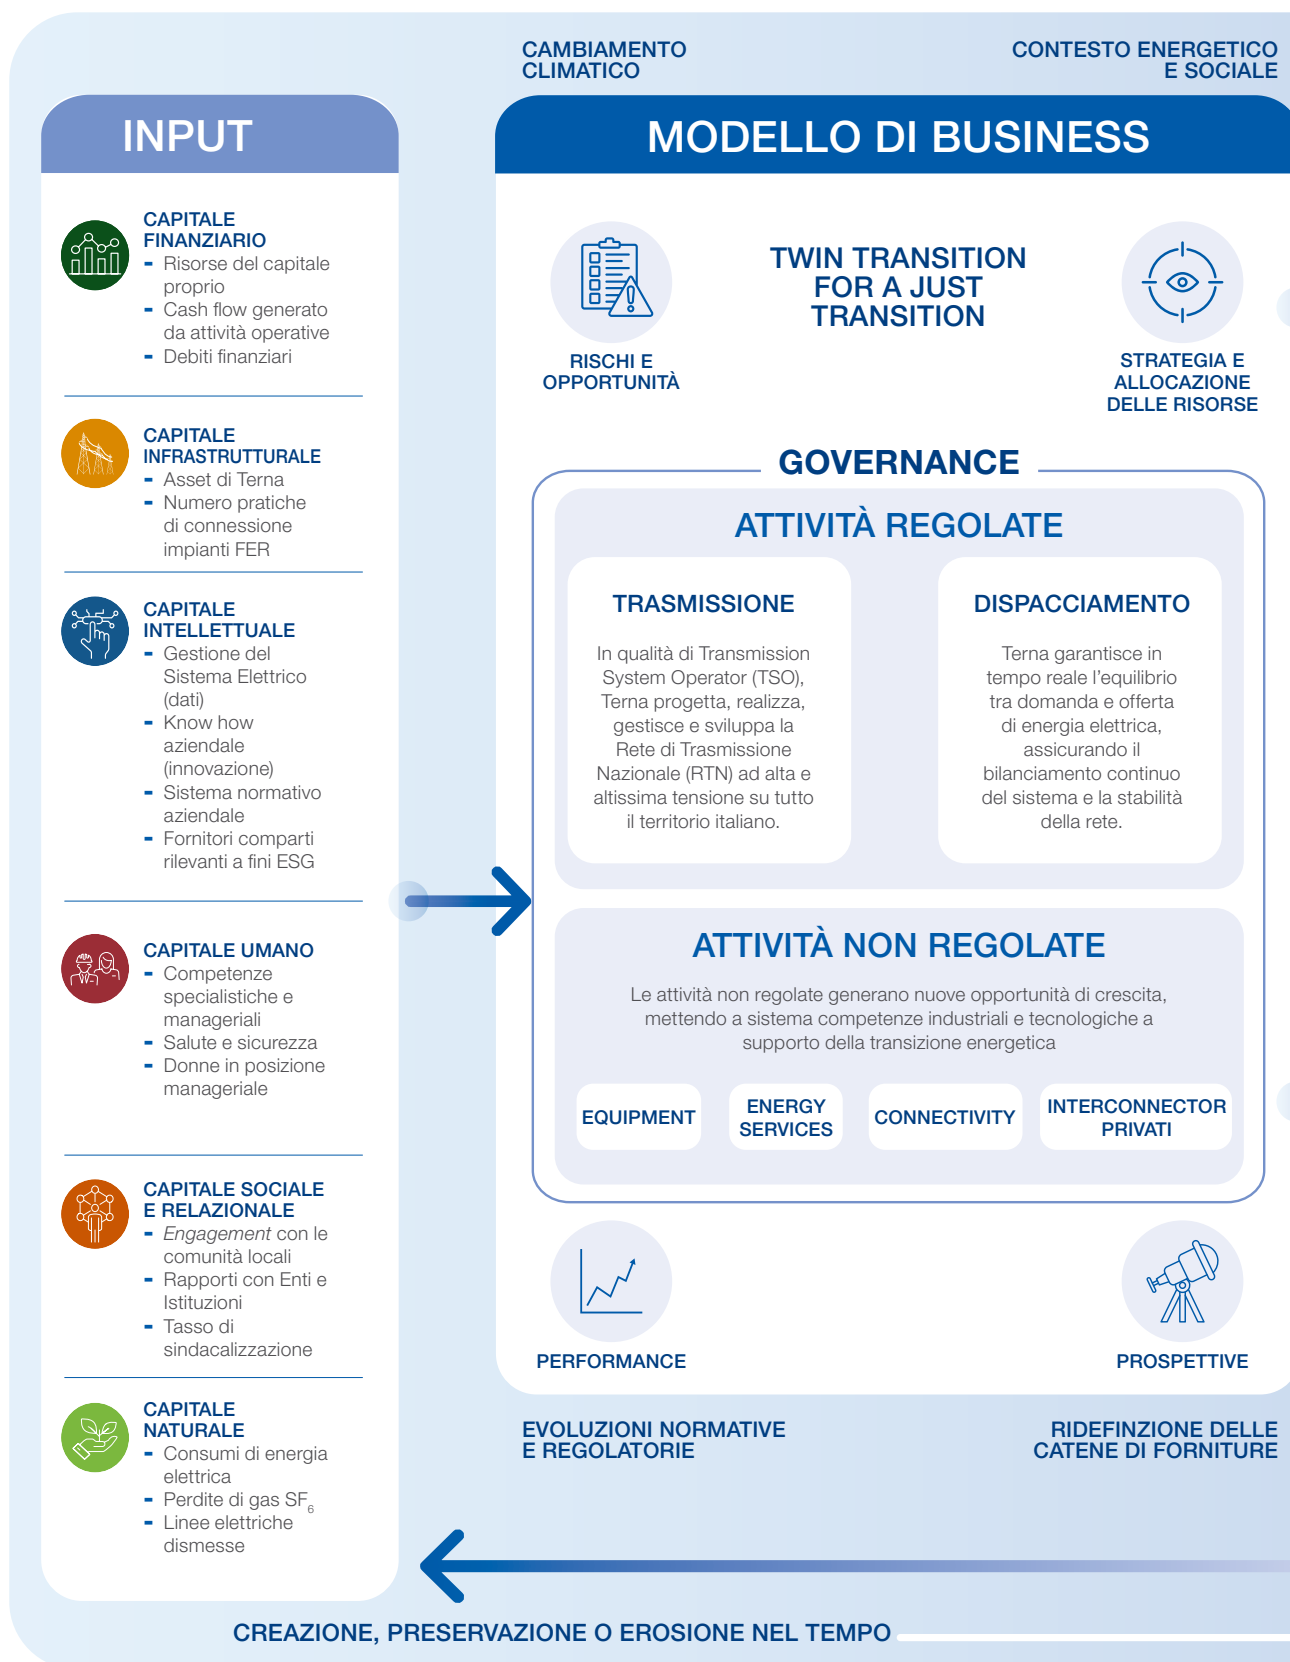 CAMBIAMENTO
CLIMATICO
CONTESTO ENERGETICO
E SOCIALE
INPUT
CAPITALE
FINANZIARIO
- Risorse del capitale
proprio
- Cash flow generato
da attività operative
- Debiti finanziari
CAPITALE
INFRASTRUTTURALE
- Asset di Terna
- Numero pratiche
di connessione
impianti FER
CAPITALE
INTELLETTUALE
- Gestione del
Sistema Elettrico
(dati)
- Know how
aziendale
(innovazione)
- Sistema normativo
aziendale
- Fornitori comparti
rilevanti a fini ESG
CAPITALE UMANO
- Competenze
specialistiche e
manageriali
- Salute e sicurezza
- Donne in posizione
manageriale
CAPITALE SOCIALE
E RELAZIONALE
- Engagement con le
comunità locali
- Rapporti con Enti e
Istituzioni
- Tasso di
sindacalizzazione
CAPITALE
NATURALE
- Consumi di energia
elettrica
- Perdite di gas SF6
- Linee elettriche
dismesse
MODELLO DI BUSINESS
RISCHI E
OPPORTUNITÀ
TWIN TRANSITION
FOR A JUST
TRANSITION
STRATEGIA E
ALLOCAZIONE
DELLE RISORSE
GOVERNANCE
ATTIVITÀ REGOLATE
TRASMISSIONE
In qualità di Transmission
System Operator (TSO),
Terna progetta, realizza,
gestisce e sviluppa la
Rete di Trasmissione
Nazionale (RTN) ad alta e
altissima tensione su tutto
il territorio italiano.
DISPACCIAMENTO
Terna garantisce in
tempo reale l'equilibrio
tra domanda e offerta
di energia elettrica,
assicurando il
bilanciamento continuo
del sistema e la stabilità
della rete.
ATTIVITÀ NON REGOLATE
Le attività non regolate generano nuove opportunità di crescita,
mettendo a sistema competenze industriali e tecnologiche a
supporto della transizione energetica
EQUIPMENT
ENERGY
SERVICES
CONNECTIVITY
INTERCONNECTOR
PRIVATI
PERFORMANCE
PROSPETTIVE
EVOLUZIONI NORMATIVE
E REGOLATORIE
RIDEFINZIONE DELLE
CATENE DI FORNITURE
CREAZIONE, PRESERVAZIONE O EROSIONE NEL TEMPO